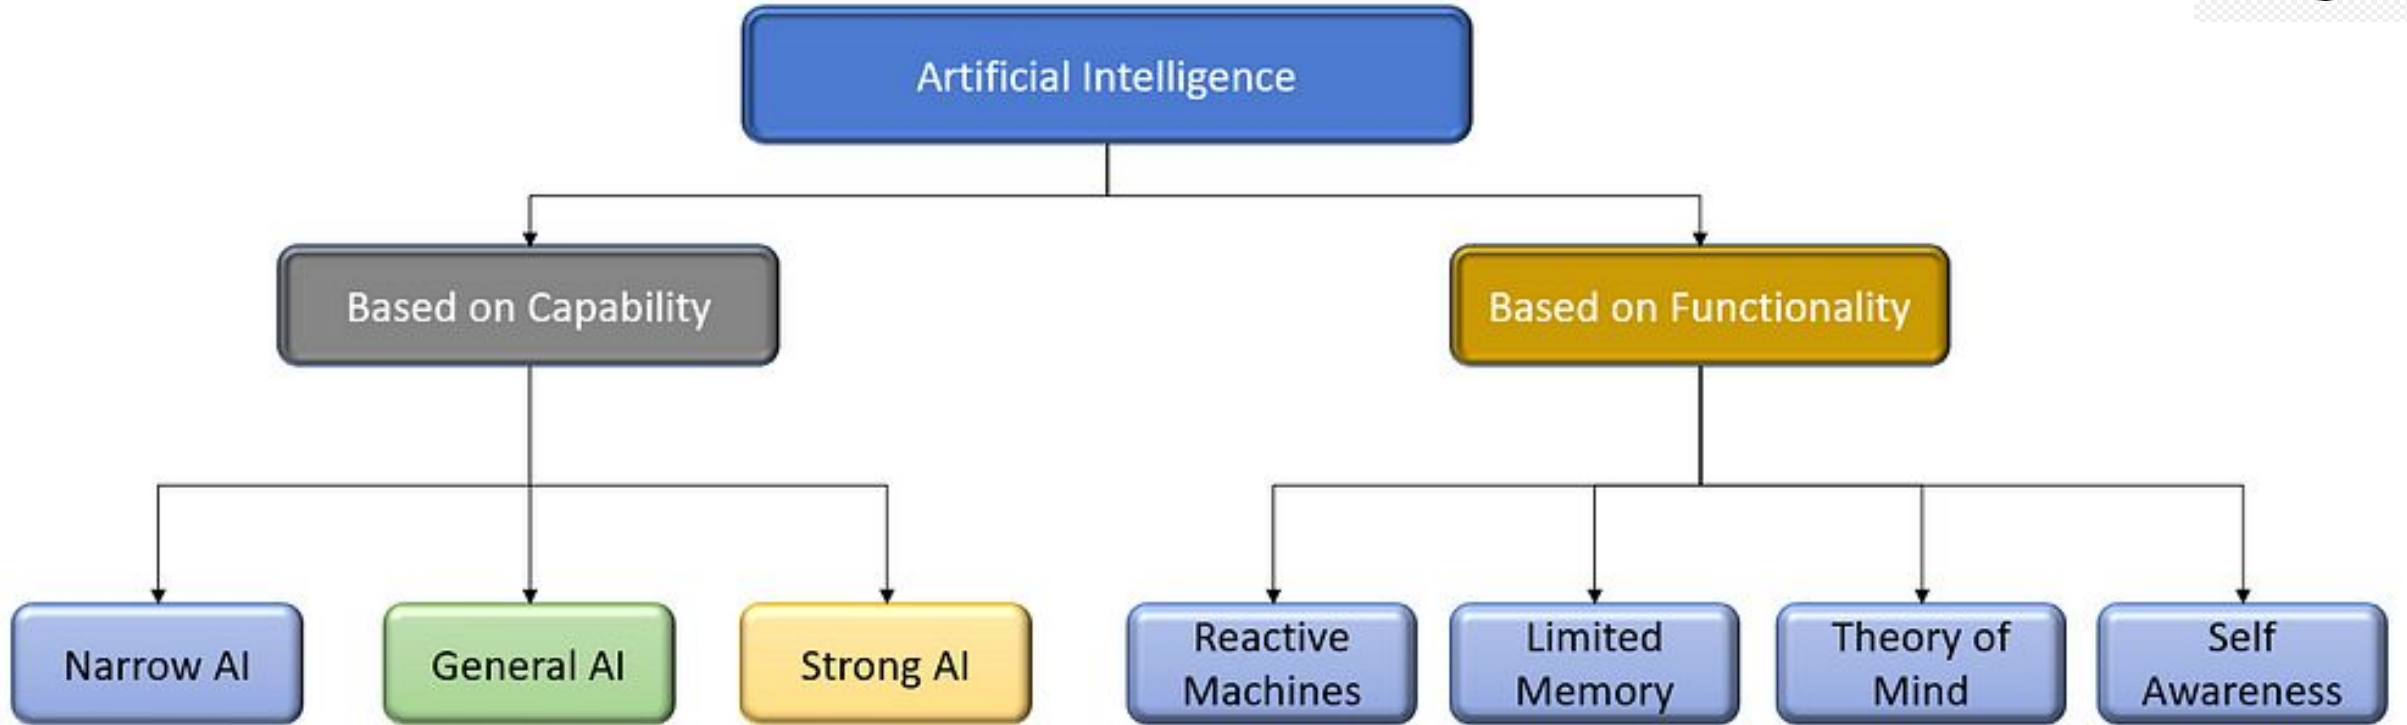 Artificial Intelligence
Based on Capability
Based on Functionality
Narrow AI
General AI
Strong AI
Reactive
Machines
Limited
Memory
Theory of
Mind
Self
Awareness